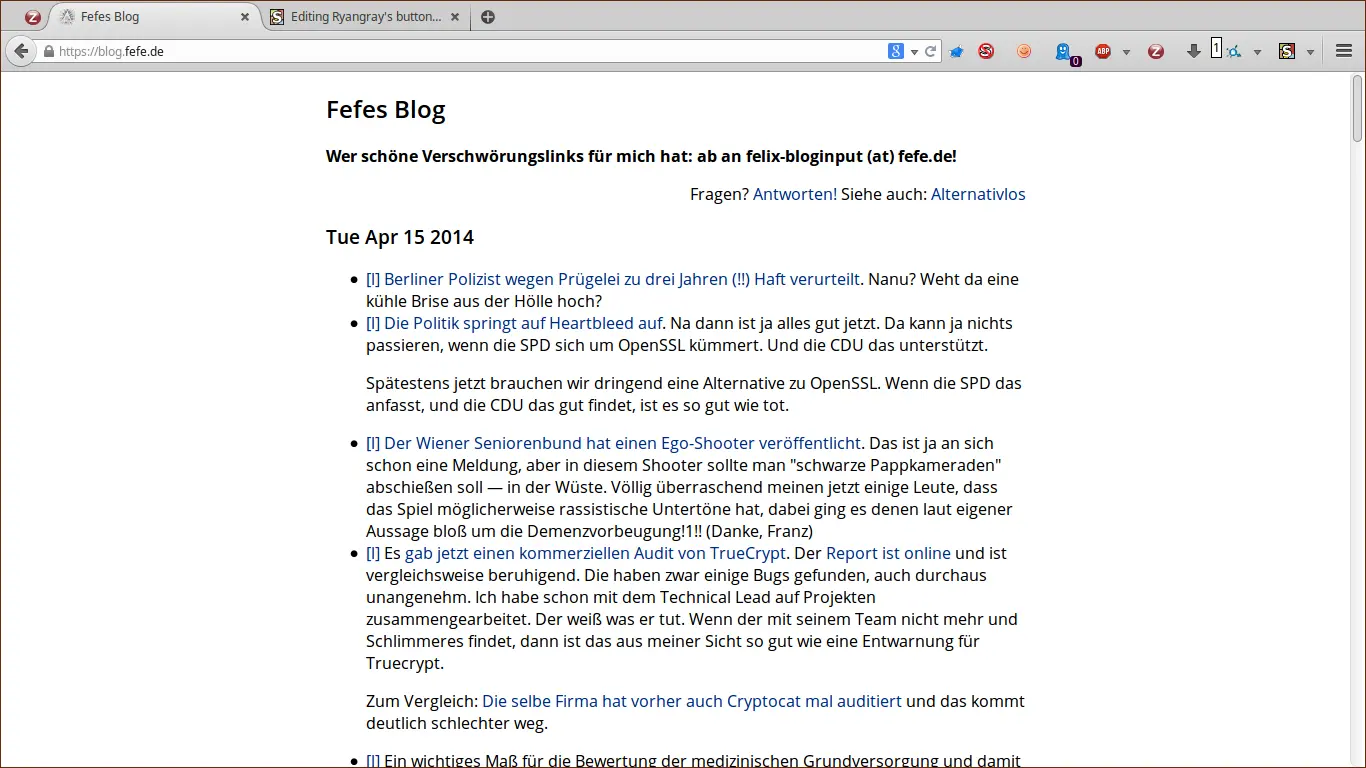 Fefes Blog
Editing Ryangray's button...
https://blog.fefe.de
8
0
ABP
Z
1
S
Fefes Blog
Wer schöne Verschwörungslinks für mich hat: ab an felix-bloginput (at) fefe.de!
Fragen? Antworten! Siehe auch: Alternativlos
Tue Apr 15 2014
[l] Berliner Polizist wegen Prügelei zu drei Jahren (!!) Haft verurteilt. Nanu? Weht da eine
kühle Brise aus der Hölle hoch?
[l] Die Politik springt auf Heartbleed auf. Na dann ist ja alles gut jetzt. Da kann ja nichts
passieren, wenn die SPD sich um OpenSSL kümmert. Und die CDU das unterstützt.
Spätestens jetzt brauchen wir dringend eine Alternative zu OpenSSL. Wenn die SPD das
anfasst, und die CDU das gut findet, ist es so gut wie tot.
[l] Der Wiener Seniorenbund hat einen Ego-Shooter veröffentlicht. Das ist ja an sich
schon eine Meldung, aber in diesem Shooter sollte man "schwarze Pappkameraden"
abschießen soll — in der Wüste. Völlig überraschend meinen jetzt einige Leute, dass
das Spiel möglicherweise rassistische Untertöne hat, dabei ging es denen laut eigener
Aussage bloß um die Demenzvorbeugung!1!! (Danke, Franz)
[l] Es gab jetzt einen kommerziellen Audit von TrueCrypt. Der Report ist online und ist
vergleichsweise beruhigend. Die haben zwar einige Bugs gefunden, auch durchaus
unangenehm. Ich habe schon mit dem Technical Lead auf Projekten
zusammengearbeitet. Der weiß was er tut. Wenn der mit seinem Team nicht mehr und
Schlimmeres findet, dann ist das aus meiner Sicht so gut wie eine Entwarnung für
Truecrypt.
Zum Vergleich: Die selbe Firma hat vorher auch Cryptocat mal auditiert und das kommt
deutlich schlechter weg.
[l] Ein wichtiges Maß für die Bewertung der medizinischen Grundversorgung und damit